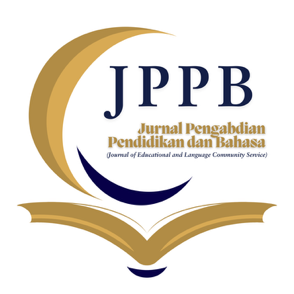 JPPB
Jurnal Pengabdian
Pendidikan dan Bahasa
(Journal of Educational and Language Community Service)